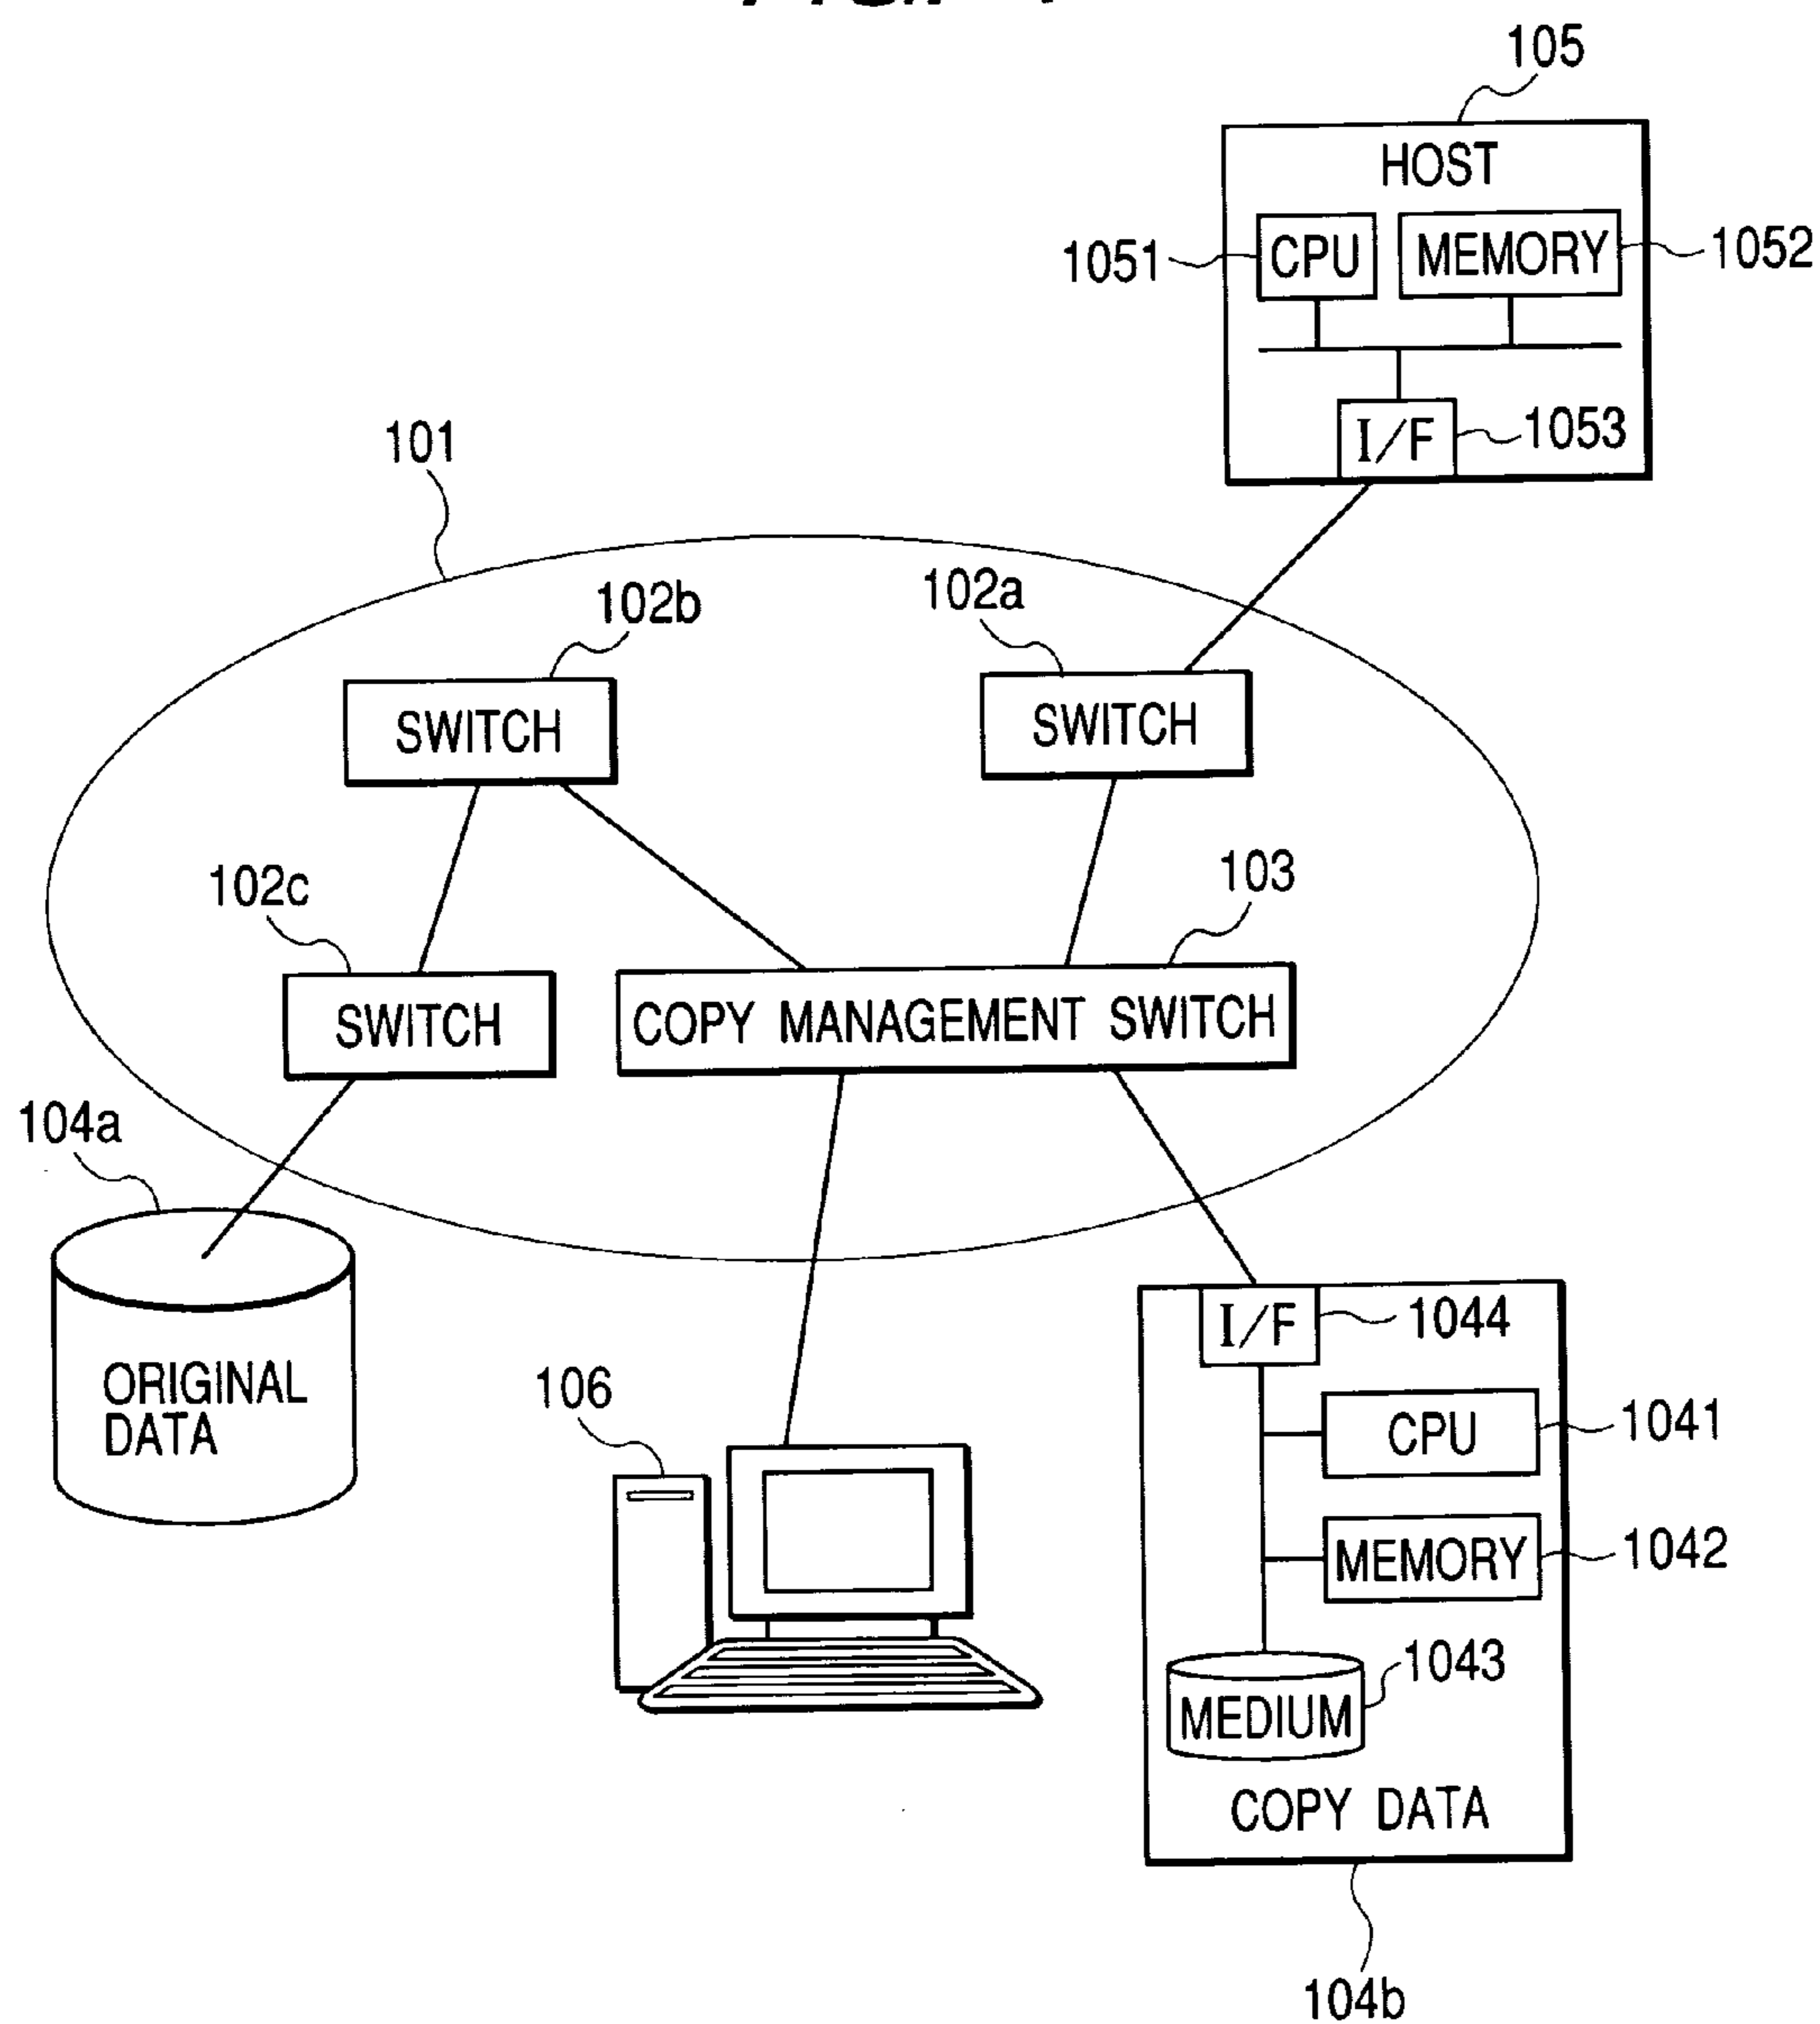 105
HOST
1051
CPU
MEMORY
1052
I/F
1053
101
102b
102a
SWITCH
SWITCH
102c
103
SWITCH
COPY MANAGEMENT SWITCH
104a
ORIGINAL
DATA
106
I/F
1044
CPU
1041
MEMORY
1042
MEDIUM
1043
COPY DATA
104b